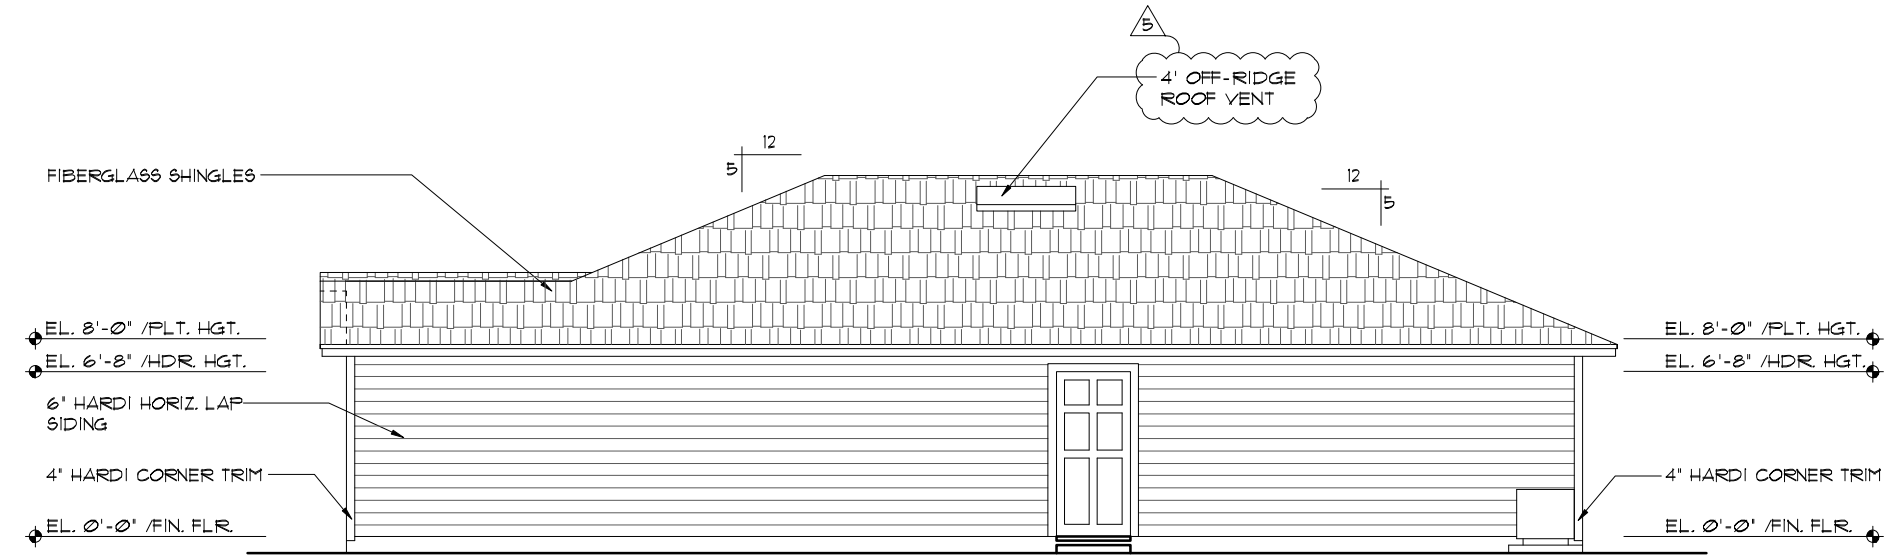 5
4' OFF-RIDGE
ROOF VENT
12
5
12
5
FIBERGLASS SHINGLES
EL. 8'-0" /PLT. HGT.
EL. 6'-8" /HDR. HGT.
6" HARDI HORIZ. LAP
SIDING
4" HARDI CORNER TRIM
EL. 0'-0" /FIN. FLR.
EL. 8'-0" /PLT. HGT.
EL. 6'-8" /HDR. HGT.
4" HARDI CORNER TRIM
EL. 0'-0" /FIN. FLR.